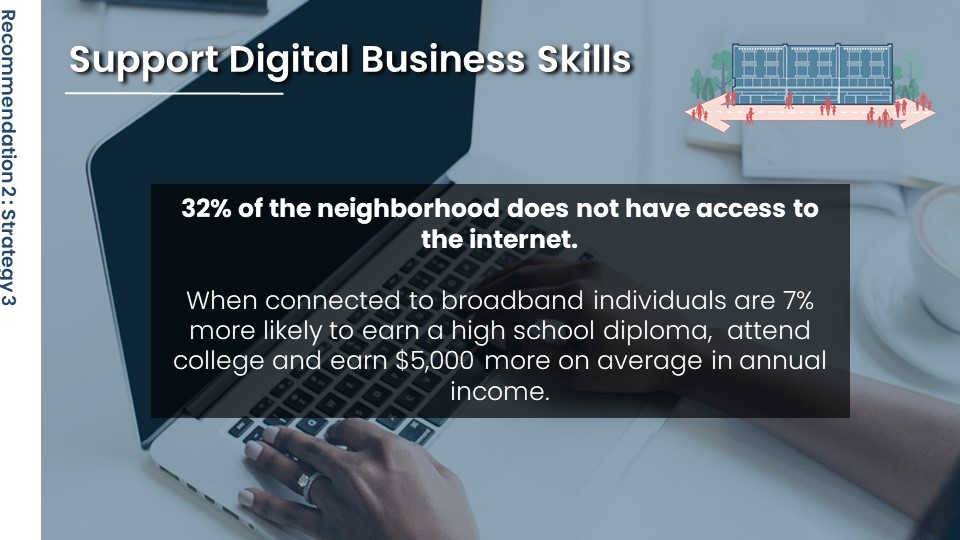 Recommendation 2: Strategy 3
Support Digital Business Skills
32% of the neighborhood does not have access to
the internet.
When connected to broadband individuals are 7%
more likely to earn a high school diploma,  attend
college and earn $5,000 more on average in annual
income.